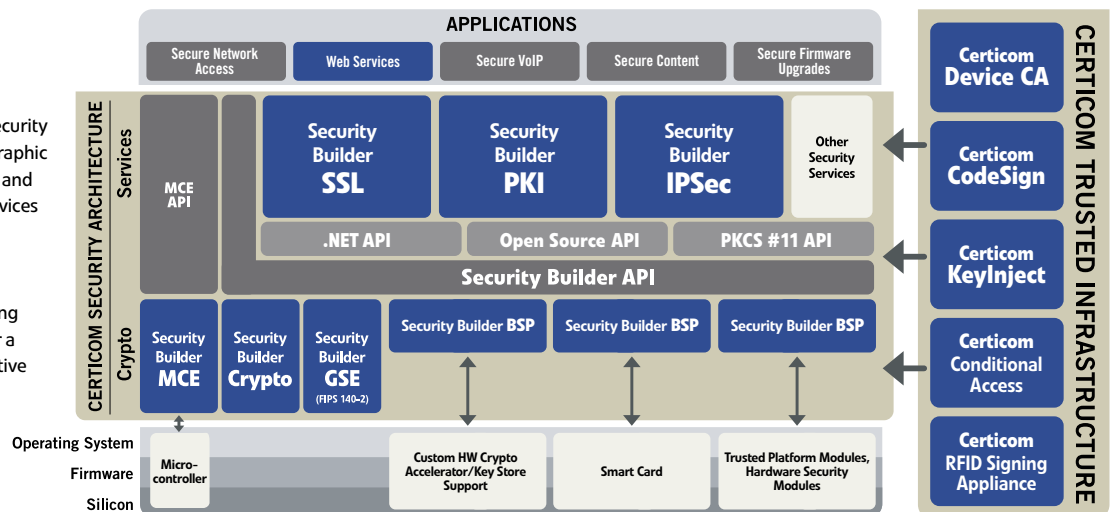 APPLICATIONS
Secure Network
Access
Web Services
Secure VoIP
Secure Content
Secure Firmware
Upgrades
CERTICOM SECURITY ARCHITECTURE
Services
Crypto
MCE
API
Security
Builder
SSL
Security
Builder
PKI
Security
Builder
IPSec
Other
Security
Services
.NET API
Open Source API
PKCS #11 API
Security Builder API
Security
Builder
MCE
Security
Builder
Crypto
Security
Builder
GSE
(FIPS 140-2)
Security Builder BSP
Security Builder BSP
Security Builder BSP
Operating System
Firmware
Silicon
Micro-
controller
Custom HW Crypto
Accelerator/Key Store
Support
Smart Card
Trusted Platform Modules,
Hardware Security
Modules
Certicom
Device CA
Certicom
CodeSign
Certicom
KeyInject
Certicom
Conditional
Access
Certicom
RFID Signing
Appliance
CERTICOM TRUSTED INFRASTRUCTURE
and
r a